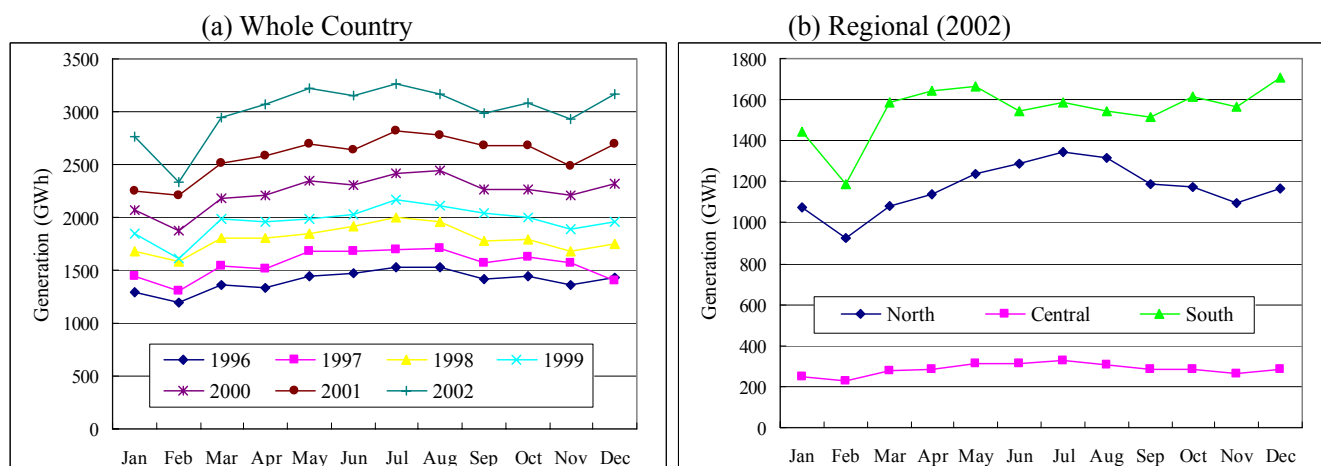 (a) Whole Country
Generation (GWh)
3500
3000
2500
2000
1500
1000
500
0
Jan Feb Mar Apr May Jun Jul Aug Sep Oct Nov Dec
1996 1997 1998 1999
2000 2001 2002
(b) Regional (2002)
Generation (GWh)
1800
1600
1400
1200
1000
800
600
400
200
0
Jan Feb Mar Apr May Jun Jul Aug Sep Oct Nov Dec
North Central South